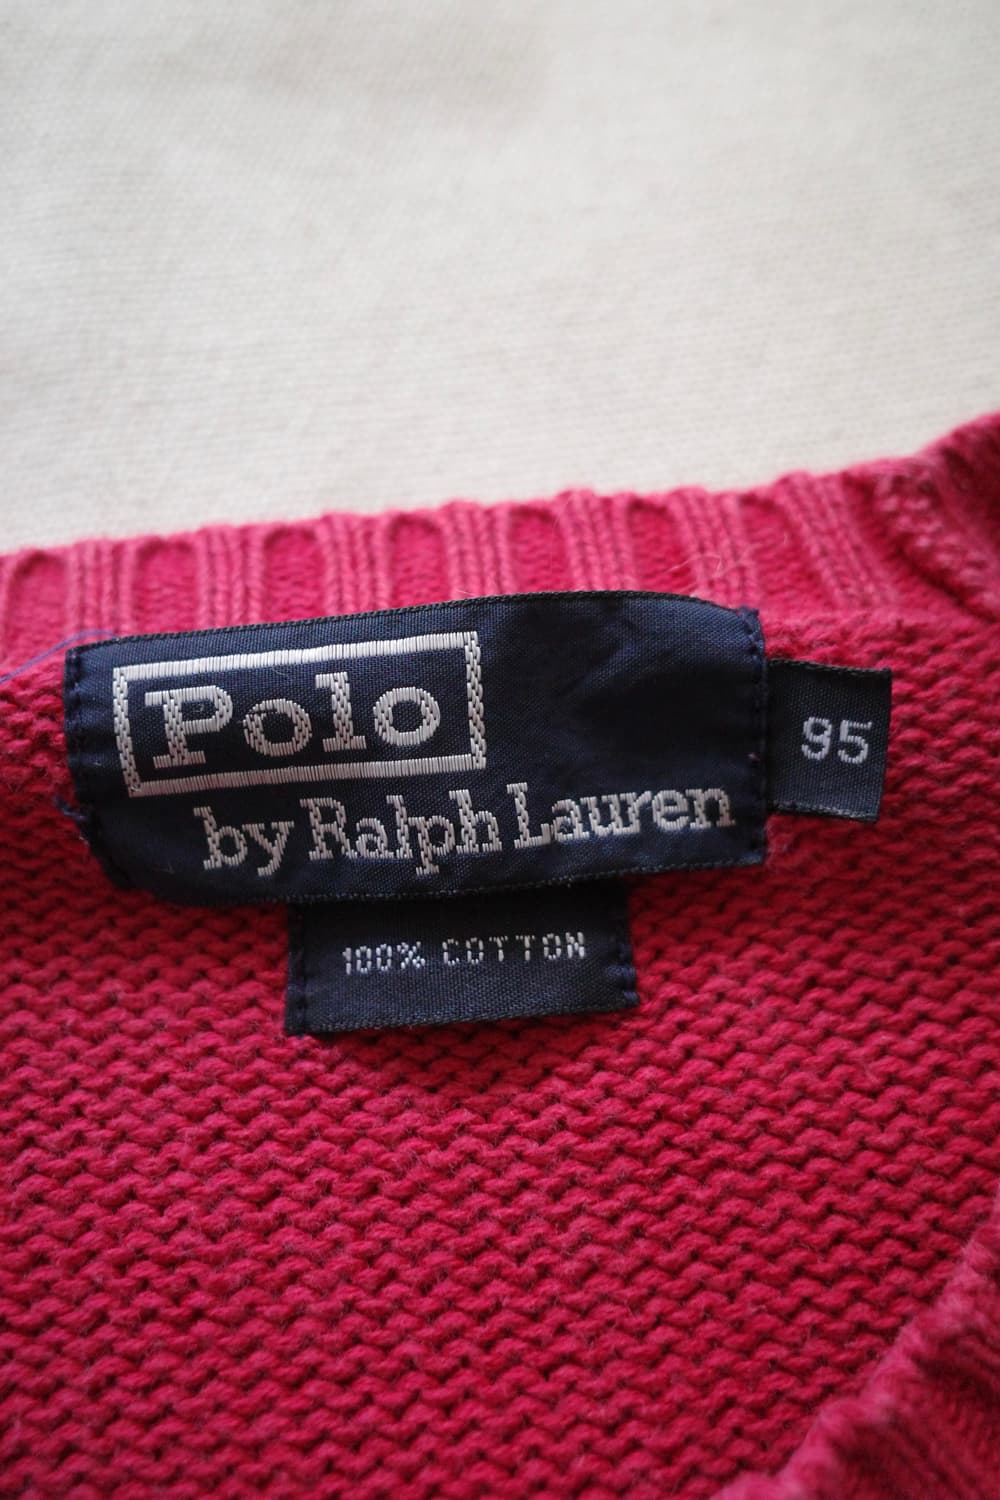 Polo
by Ralph Lauren
95
100% COTTON